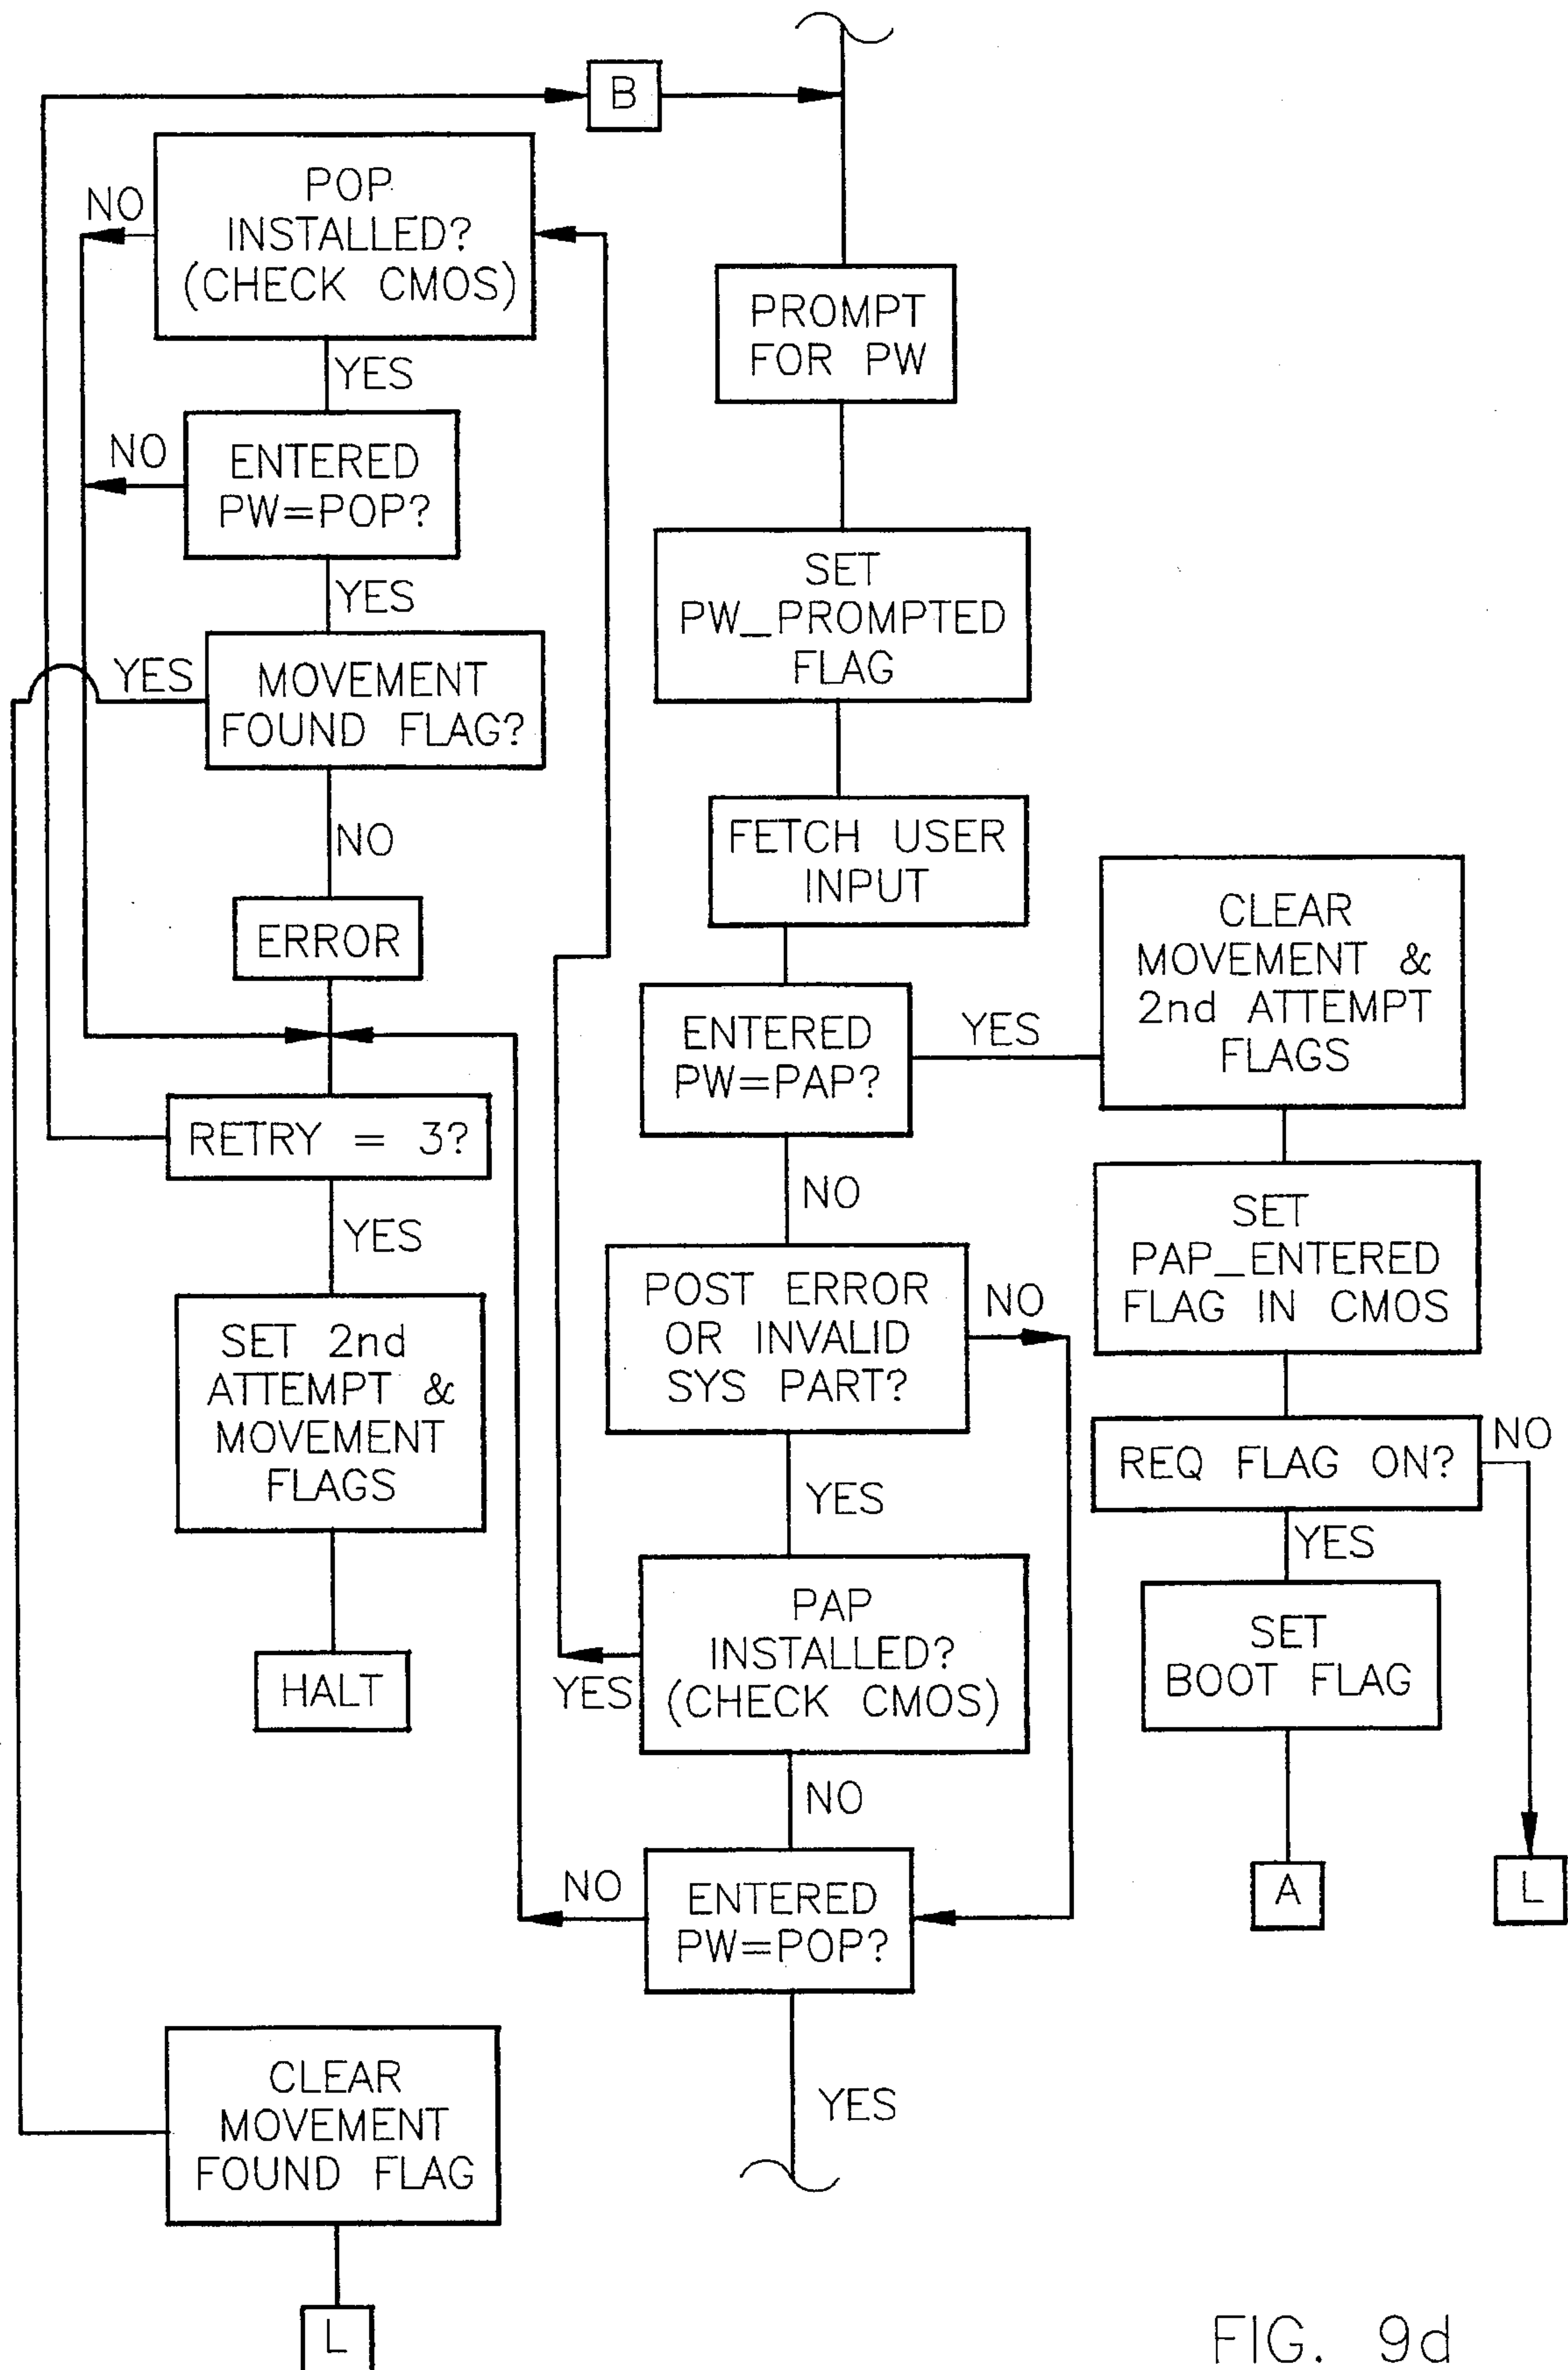 B
POP
INSTALLED?
(CHECK CMOS)
NO
YES
ENTERED
PW=POP?
NO
YES
MOVEMENT
FOUND FLAG?
YES
NO
ERROR
RETRY = 3?
YES
SET 2nd
ATTEMPT &
MOVEMENT
FLAGS
HALT
CLEAR
MOVEMENT
FOUND FLAG
L
PROMPT
FOR PW
SET
PW_PROMPTED
FLAG
FETCH USER
INPUT
ENTERED
PW=PAP?
YES
NO
POST ERROR
OR INVALID
SYS PART?
NO
YES
PAP
INSTALLED?
(CHECK CMOS)
YES
NO
ENTERED
PW=POP?
NO
YES
CLEAR
MOVEMENT &
2nd ATTEMPT
FLAGS
SET
PAP_ENTERED
FLAG IN CMOS
REQ FLAG ON?
NO
YES
SET
BOOT FLAG
A
L
FIG. 9d